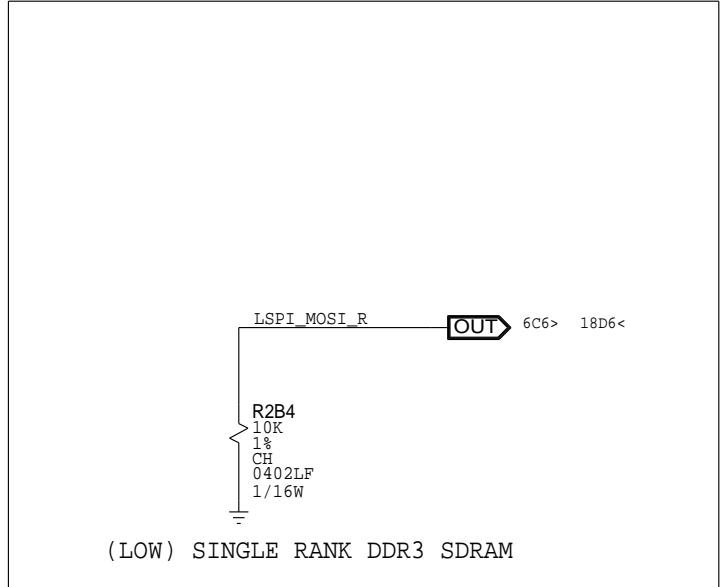 LSPI_MOSI_R
OUT 6C6> 18D6<
R2B4
10K
1%
CH
0402LF
1/16W
(LOW) SINGLE RANK DDR3 SDRAM